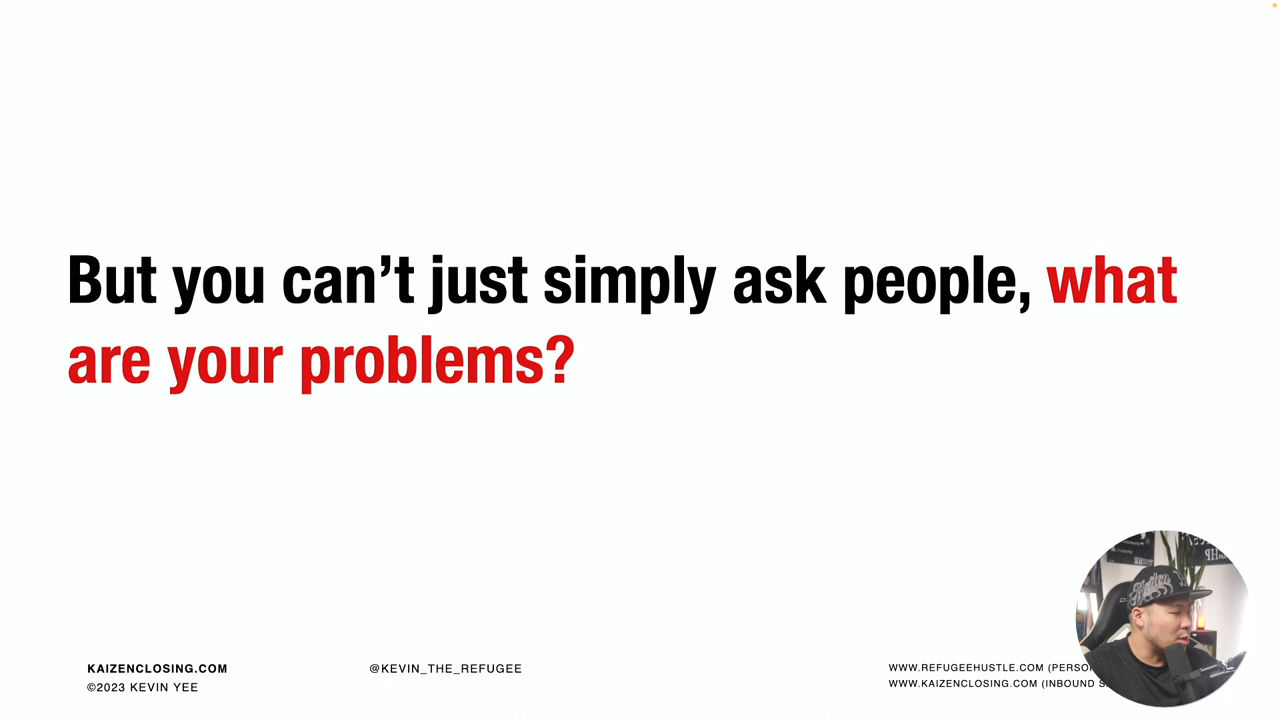 But you can’t just simply ask people, what
are your problems?
KAIZENCLOSING.COM
©2023 KEVIN YEE
@KEVIN_THE_REFUGEE
WWW.REFUGEEHUSTLE.COM
WWW.KAIZENCLOSING.COM (INBOUND